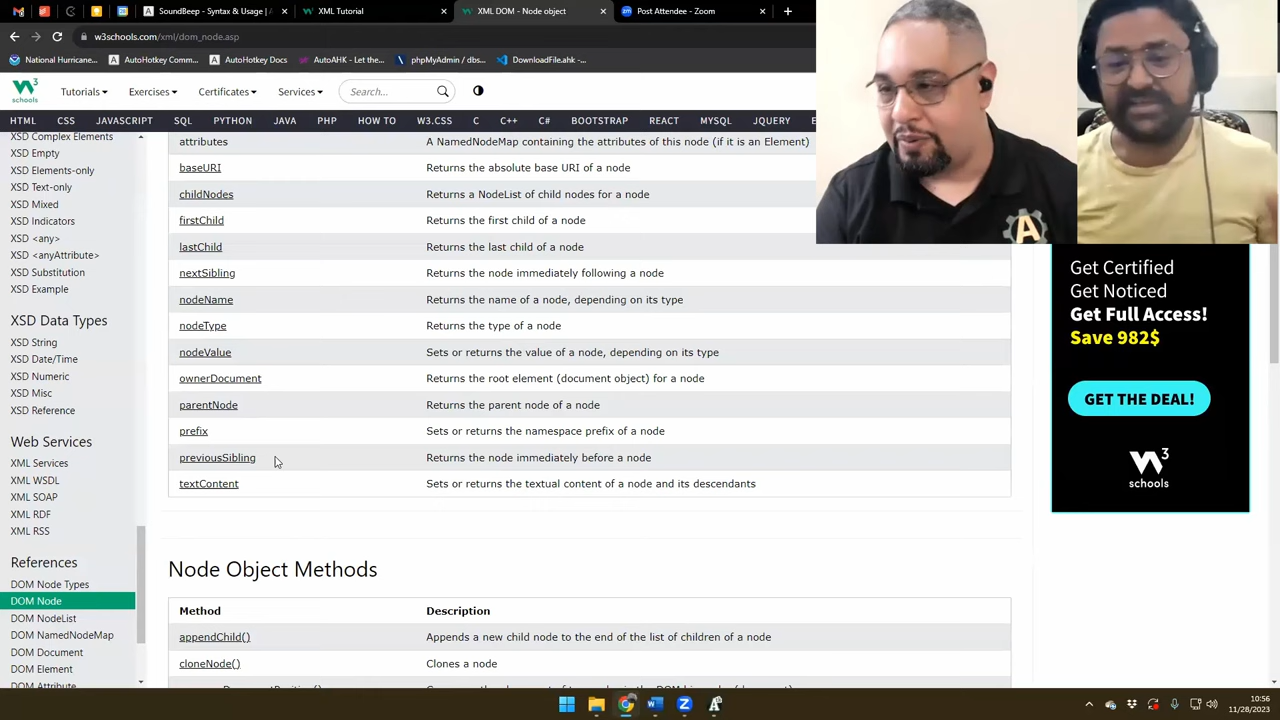 SoundBeep - Syntax & Usage |
XML Tutorial
XML DOM - Node object
Post Attendee - Zoom
w3schools.com/xml/dom_node.asp
National Hurricane...
AutoHotkey Comm...
AutoHotkey Docs
AutoAHK - Let the...
phpMyAdmin / dbs...
DownloadFile.ahk -...
W3 schools
Tutorials
Exercises
Certificates
Services
Search...
HTML CSS JAVASCRIPT SQL PYTHON JAVA PHP HOW TO W3.CSS C C++ C# BOOTSTRAP REACT MYSQL JQUERY
XSD Complex Elements
XSD Empty
XSD Elements-only
XSD Text-only
XSD Mixed
XSD Indicators
XSD <any>
XSD <anyAttribute>
XSD Substitution
XSD Example
XSD Data Types
XSD String
XSD Date/Time
XSD Numeric
XSD Misc
XSD Reference
Web Services
XML Services
XML WSDL
XML SOAP
XML RDF
XML RSS
References
DOM Node Types
DOM Node
DOM NodeList
DOM NamedNodeMap
DOM Document
DOM Element
DOM Attribute
attributes A NamedNodeMap containing the attributes of this node (if it is an Element)
baseURI Returns the absolute base URI of a node
childNodes Returns a NodeList of child nodes for a node
firstChild Returns the first child of a node
lastChild Returns the last child of a node
nextSibling Returns the node immediately following a node
nodeName Returns the name of a node, depending on its type
nodeType Returns the type of a node
nodeValue Sets or returns the value of a node, depending on its type
ownerDocument Returns the root element (document object) for a node
parentNode Returns the parent node of a node
prefix Sets or returns the namespace prefix of a node
previousSibling Returns the node immediately before a node
textContent Sets or returns the textual content of a node and its descendants
Node Object Methods
Method Description
appendChild() Appends a new child node to the end of the list of children of a node
cloneNode() Clones a node
Get Certified
Get Noticed
Get Full Access!
Save 982$
GET THE DEAL!
W3
schools
A
10:56
11/28/2023